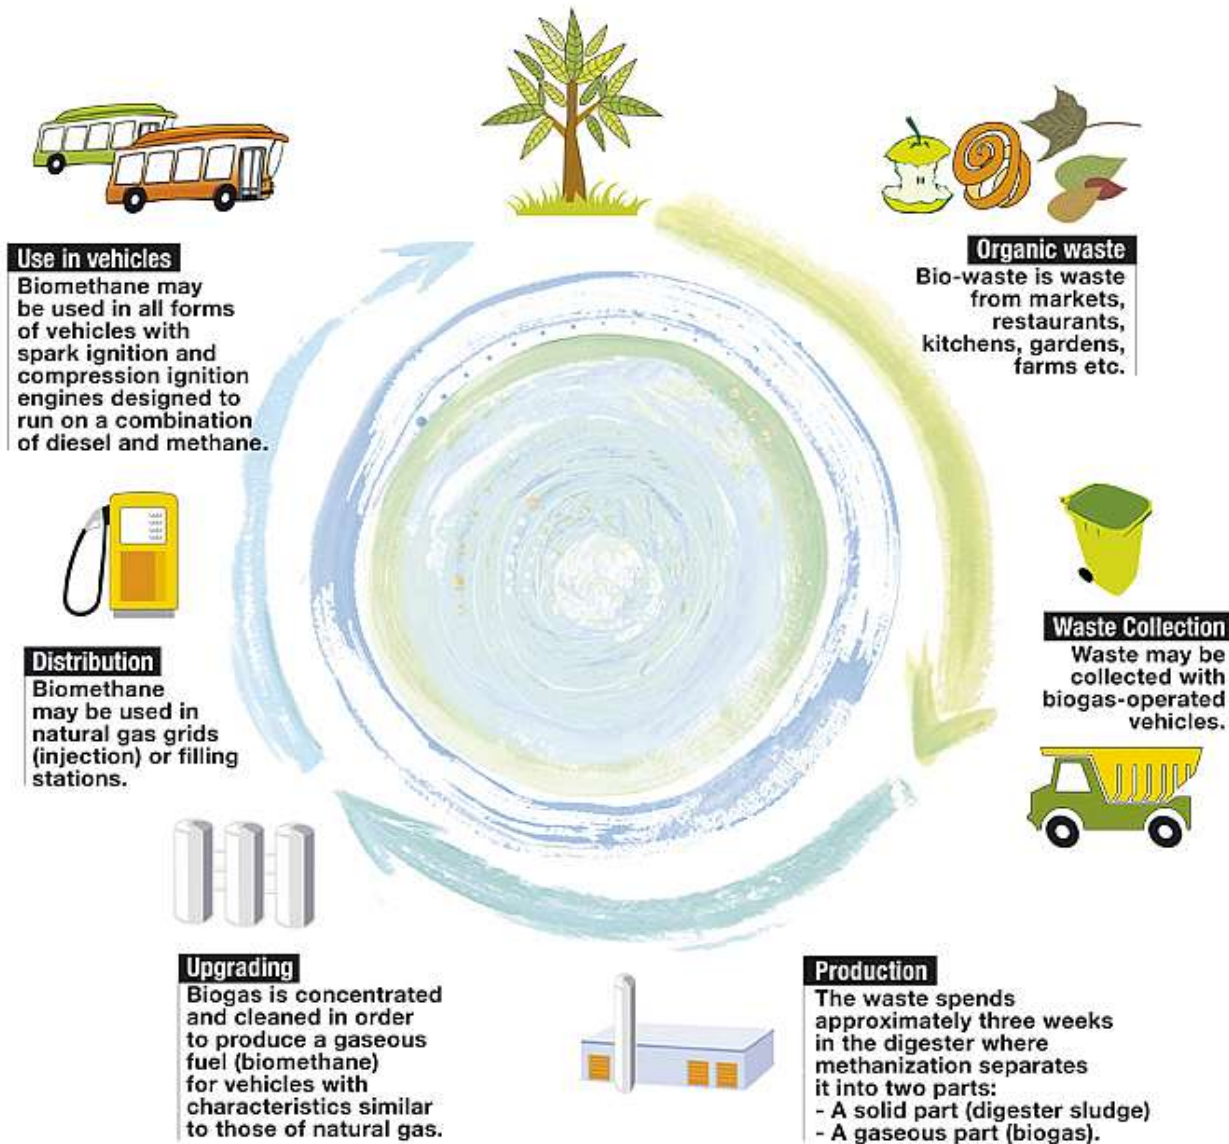 Use in vehicles
Biomethane may
be used in all forms
of vehicles with
spark ignition and
compression ignition
engines designed to
run on a combination
of diesel and methane.
Organic waste
Bio-waste is waste
from markets,
restaurants,
kitchens, gardens,
farms etc.
Waste Collection
Waste may be
collected with
biogas-operated
vehicles.
Production
The waste spends
approximately three weeks
in the digester where
methanization separates
it into two parts:
- A solid part (digester sludge)
- A gaseous part (biogas).
Upgrading
Biogas is concentrated
and cleaned in order
to produce a gaseous
fuel (biomethane)
for vehicles with
characteristics similar
to those of natural gas.
Distribution
Biomethane
may be used in
natural gas grids
(injection) or filling
stations.